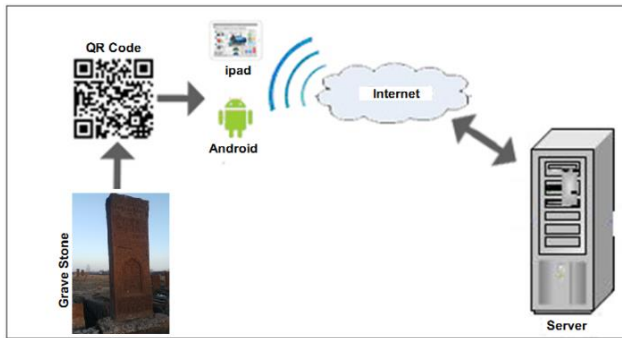 QR Code
ipad
Android
Internet
Grave Stone
Server